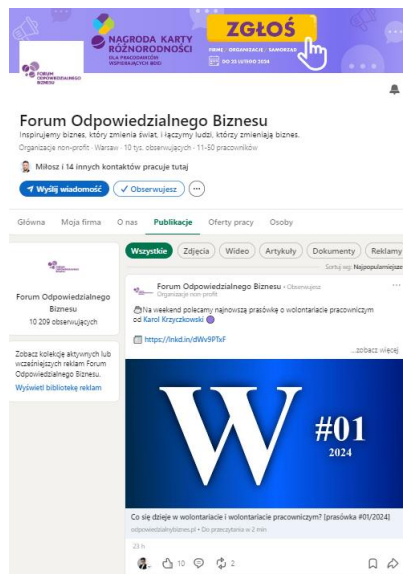 NAGRODA KARTY
RÓŻNORODNOŚCI
DLA PRACODAWCÓW
WSPIERAJĄCYCH #DEI
ZGŁOŚ
FIRMĘ / ORGANIZACJĘ / SAMORZĄD
DO 23 LUTEGO 2024
FORUM
ODPOWIEDZIALNEGO
BIZNESU
Forum Odpowiedzialnego Biznesu
Inspirujemy biznes, który zmienia świat, i łączymy ludzi, którzy zmieniają biznes.
Organizacje non-profit · Warsaw · 10 tys. obserwujących · 11-50 pracowników
Miłosz i 14 innych kontaktów pracuje tutaj
Wyślij wiadomość
Obserwujesz
Główna Moja firma O nas Publikacje Oferty pracy Osoby
Forum Odpowiedzialnego
Biznesu
10 209 obserwujących
Zobacz kolekcję aktywnych lub
wcześniejszych reklam Forum
Odpowiedzialnego Biznesu.
Wyświetl bibliotekę reklam
Wszystkie Zdjęcia Wideo Artykuły Dokumenty Reklamy
Sortuj wg: Najpopularniejsze
Forum Odpowiedzialnego Biznesu • Obserwujesz
Organizacje non-profit
Na weekend polecamy najnowszą prasówkę o wolontariacie pracowniczym
od Karol Krzyczkowski
https://lnkd.in/dWv9PTxF
...zobacz więcej
W
#01
2024
Co się dzieje w wolontariacie i wolontariacie pracowniczym? [prasówka #01/2024]
odpowiedzialnybiznes.pl • Do przeczytania w 2 min
23 h
10
2